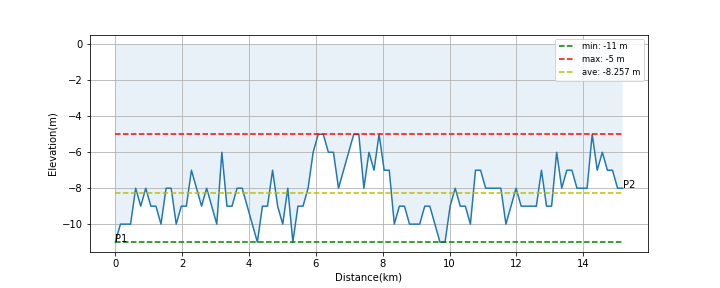 0
−2
−4
−6
−8
−10
Elevation(m)
min: -11 m
max: -5 m
ave: -8.257 m
P1
P2
0 2 4 6 8 10 12 14
Distance(km)